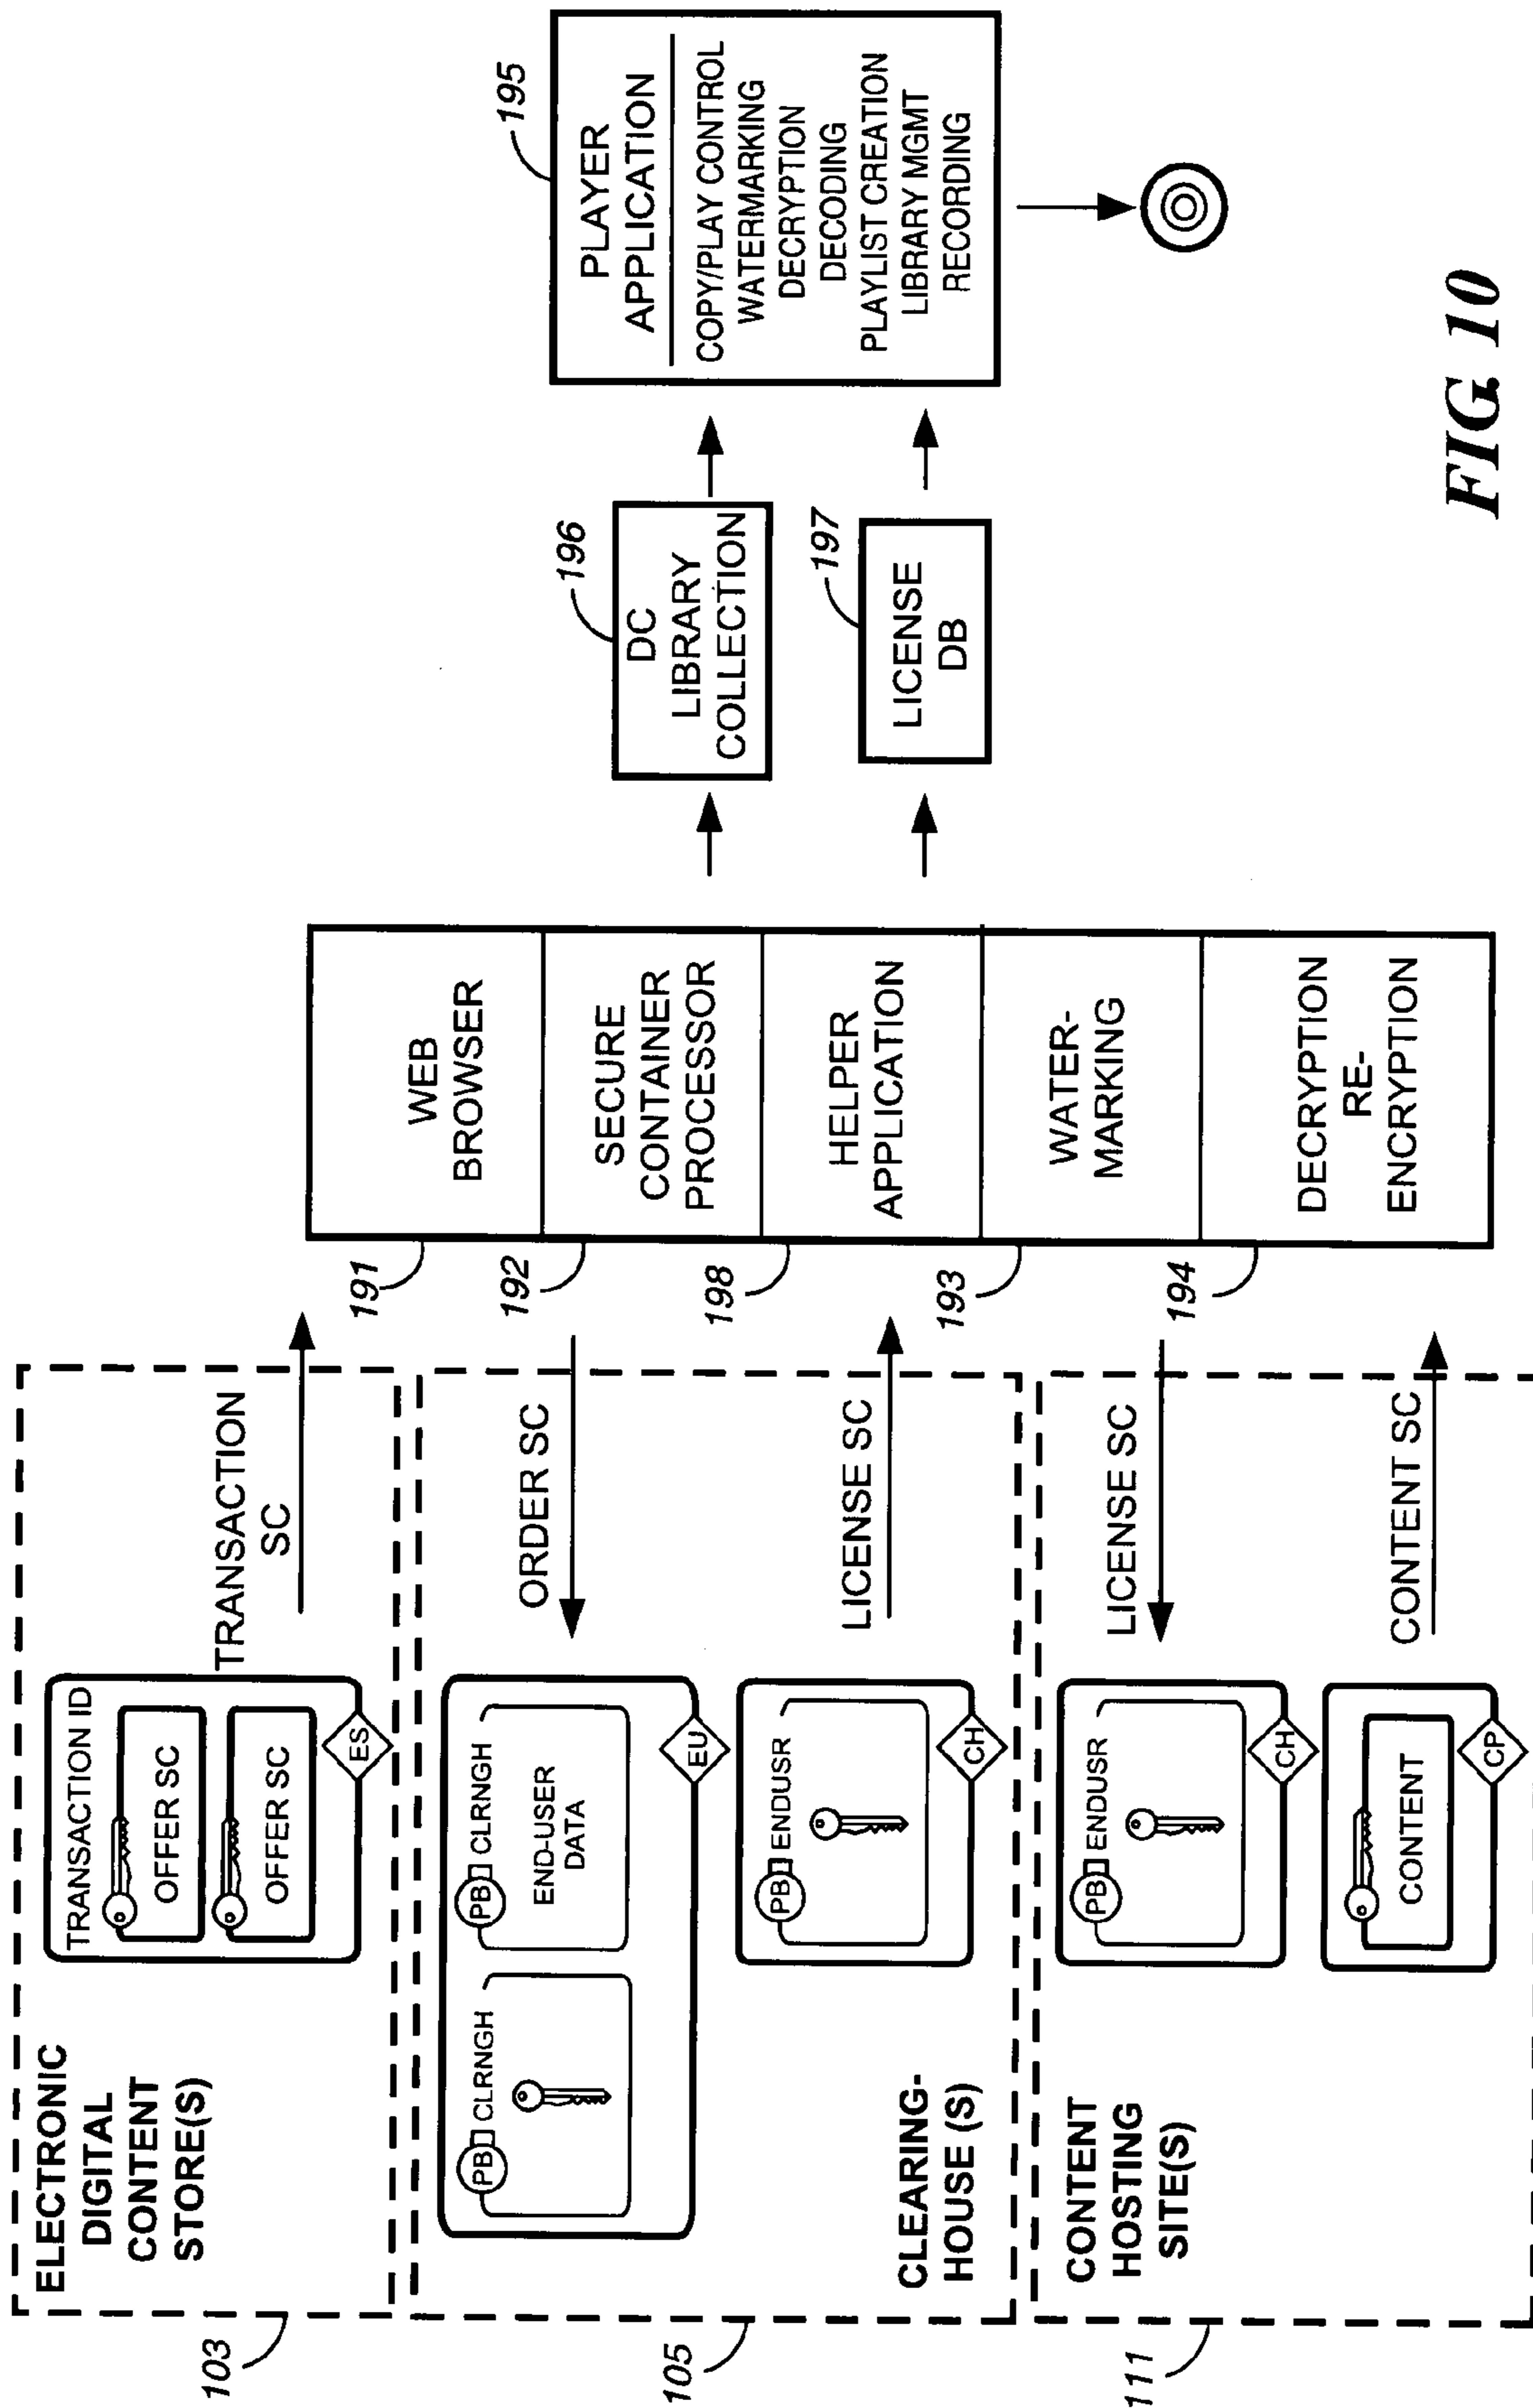 ELECTRONIC
DIGITAL
CONTENT
STORE(S)
103
TRANSACTION ID
OFFER SC
OFFER SC
ES
TRANSACTION
SC
PB CLRNGH
PB CLRNGH
END-USER
DATA
EU
ORDER SC
CLEARING-
HOUSE (S)
105
PB ENDUSR
CH
LICENSE SC
CONTENT
HOSTING
SITE(S)
111
PB ENDUSR
CH
LICENSE SC
CONTENT
CP
CONTENT SC
191
WEB
BROWSER
192
SECURE
CONTAINER
PROCESSOR
198
HELPER
APPLICATION
193
WATER-
MARKING
194
DECRYPTION
RE-
ENCRYPTION
196
DC
LIBRARY
COLLECTION
197
LICENSE
DB
195
PLAYER
APPLICATION
COPY/PLAY CONTROL
WATERMARKING
DECRYPTION
DECODING
PLAYLIST CREATION
LIBRARY MGMT
RECORDING
FIG. 10